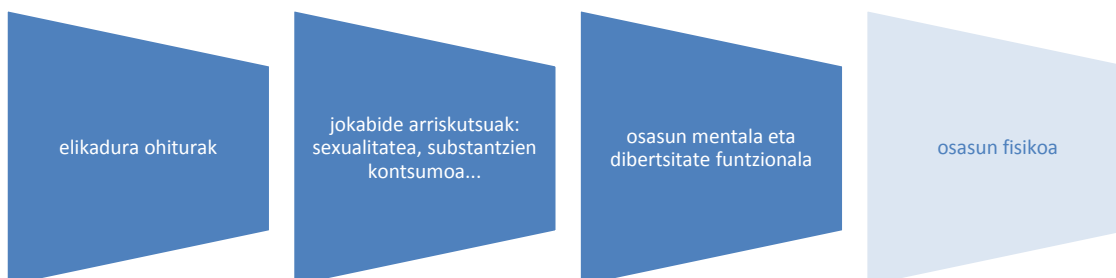 elikadura ohiturak
jokabide arriskutsuak:
sexualitatea, substantzien
kontsumoa...
osasun mentala eta
dibertsitate funtzionala
osasun fisikoa